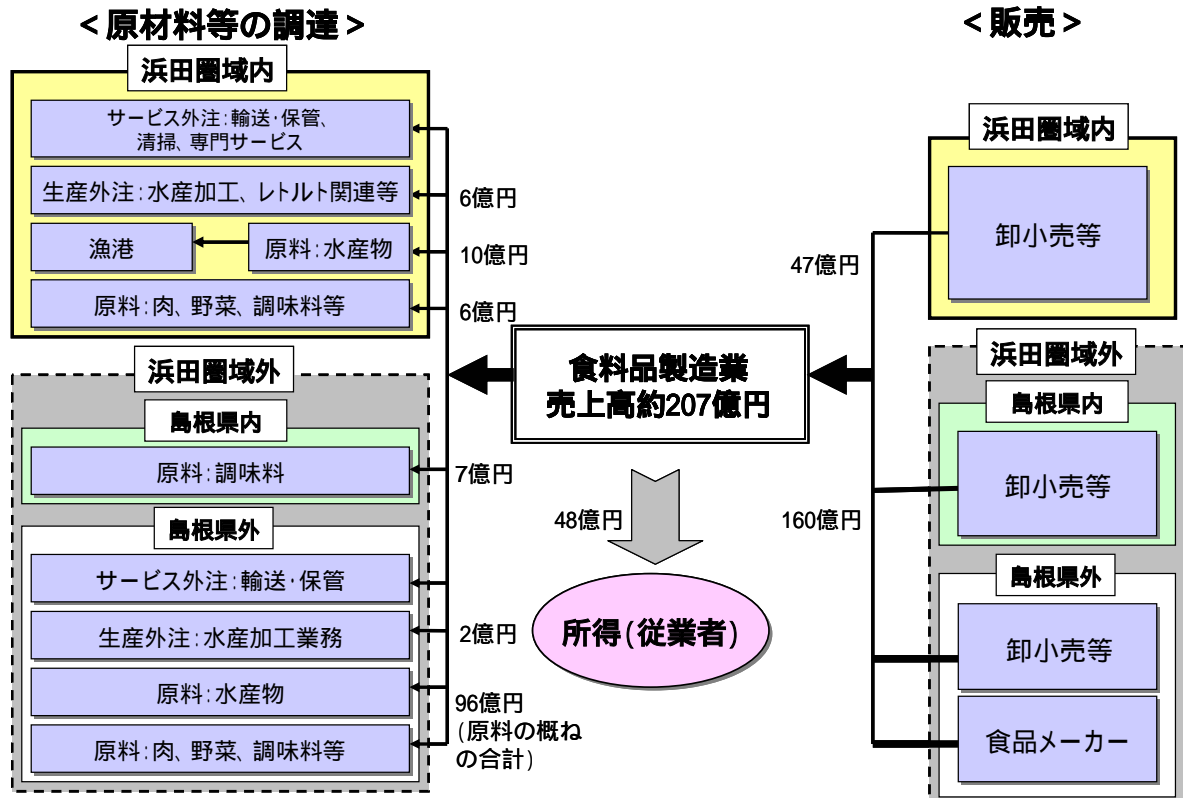 ＜原材料等の調達＞
浜田圏域内
サービス外注：輸送・保管、
清掃、専門サービス
生産外注：水産加工、レトルト関連等
6億円
漁港
原料：水産物
10億円
原料：肉、野菜、調味料等
6億円
浜田圏域外
島根県内
原料：調味料
7億円
島根県外
サービス外注：輸送・保管
生産外注：水産加工業務
2億円
原料：水産物
96億円
(原料の概ね
の合計)
原料：肉、野菜、調味料等
食料品製造業
売上高約207億円
48億円
所得(従業者)
＜販売＞
浜田圏域内
卸小売等
47億円
浜田圏域外
島根県内
卸小売等
160億円
島根県外
卸小売等
食品メーカー